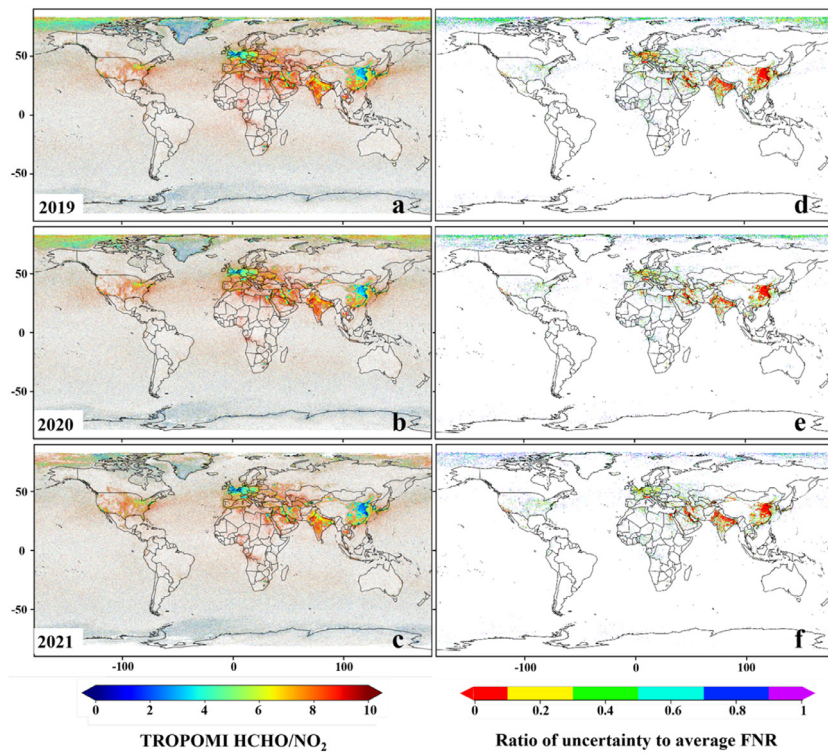 50
0
-50
2019
a
d
50
0
-50
2020
b
e
50
0
-50
2021
c
f
-100 0 100 -100 0 100
0 2 4 6 8 10 0 0.2 0.4 0.6 0.8 1
TROPOMI HCHO/NO₂ Ratio of uncertainty to average FNR